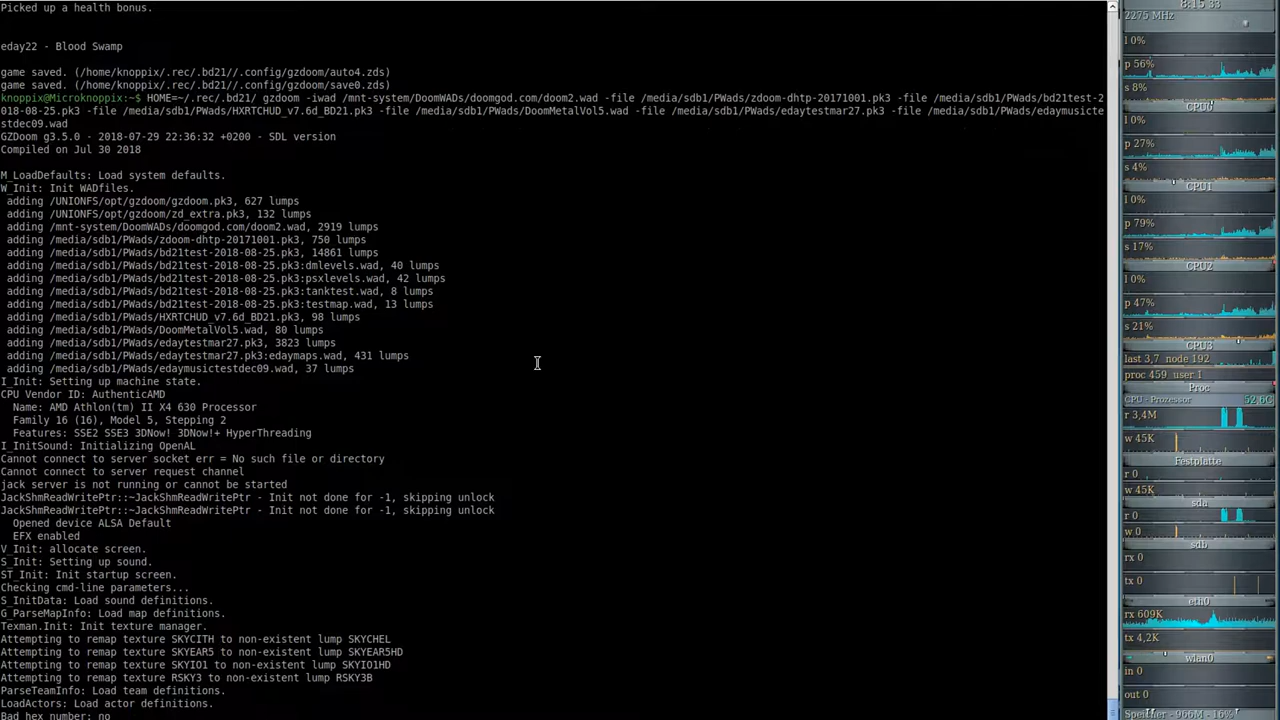 Picked up a health bonus.
eday22 - Blood Swamp
game saved. (/home/knoppix/.rec/.bd21//.config/gzdoom/auto4.zds)
game saved. (/home/knoppix/.rec/.bd21//.config/gzdoom/save0.zds)
knoppix@Microknoppix:~$ HOME=~/.rec/.bd21/ gzdoom -iwad /mnt-system/DoomWADs/doomgod.com/doom2.wad -file /media/sdb1/PWads/zdoom-dhtp-20171001.pk3 -file /media/sdb1/PWads/bd21test-2
018-08-25.pk3 -file /media/sdb1/PWads/HXRTCHUD_v7.6d_BD21.pk3 -file /media/sdb1/PWads/DoomMetalVol5.wad -file /media/sdb1/PWads/edaytestmar27.pk3 -file /media/sdb1/PWads/edaymusicte
stdec09.wad
GZDoom g3.5.0 - 2018-07-29 22:36:32 +0200 - SDL version
Compiled on Jul 30 2018
M_LoadDefaults: Load system defaults.
W_Init: Init WADfiles.
adding /UNIONFS/opt/gzdoom/gzdoom.pk3, 627 lumps
adding /UNIONFS/opt/gzdoom/zd_extra.pk3, 132 lumps
adding /mnt-system/DoomWADs/doomgod.com/doom2.wad, 2919 lumps
adding /media/sdb1/PWads/zdoom-dhtp-20171001.pk3, 750 lumps
adding /media/sdb1/PWads/bd21test-2018-08-25.pk3, 14861 lumps
adding /media/sdb1/PWads/bd21test-2018-08-25.pk3:dmlevels.wad, 40 lumps
adding /media/sdb1/PWads/bd21test-2018-08-25.pk3:psxlevels.wad, 42 lumps
adding /media/sdb1/PWads/bd21test-2018-08-25.pk3:tanktest.wad, 8 lumps
adding /media/sdb1/PWads/bd21test-2018-08-25.pk3:testmap.wad, 13 lumps
adding /media/sdb1/PWads/HXRTCHUD_v7.6d_BD21.pk3, 98 lumps
adding /media/sdb1/PWads/DoomMetalVol5.wad, 80 lumps
adding /media/sdb1/PWads/edaytestmar27.pk3, 3823 lumps
adding /media/sdb1/PWads/edaytestmar27.pk3:edaymaps.wad, 431 lumps
adding /media/sdb1/PWads/edaymusictestdec09.wad, 37 lumps
I_Init: Setting up machine state.
CPU Vendor ID: AuthenticAMD
Name: AMD Athlon(tm) II X4 630 Processor
Family 16 (16), Model 5, Stepping 2
Features: SSE2 SSE3 3DNow! 3DNow!+ HyperThreading
I_InitSound: Initializing OpenAL
Cannot connect to server socket err = No such file or directory
Cannot connect to server request channel
jack server is not running or cannot be started
JackShmReadWritePtr::~JackShmReadWritePtr - Init not done for -1, skipping unlock
JackShmReadWritePtr::~JackShmReadWritePtr - Init not done for -1, skipping unlock
Opened device ALSA Default
EFX enabled
V_Init: allocate screen.
S_Init: Setting up sound.
ST_Init: Init startup screen.
Checking cmd-line parameters...
S_InitData: Load sound definitions.
G_ParseMapInfo: Load map definitions.
Texman.Init: Init texture manager.
Attempting to remap texture SKYCITH to non-existent lump SKYCHEL
Attempting to remap texture SKYEAR5 to non-existent lump SKYEAR5HD
Attempting to remap texture SKYIO1 to non-existent lump SKYIO1HD
Attempting to remap texture RSKY3 to non-existent lump RSKY3B
ParseTeamInfo: Load team definitions.
LoadActors: Load actor definitions.
Bad hex number: no
8:15 33
2275 MHz
l 0%
p 56%
s 8%
CPU0
l 0%
p 27%
s 4%
CPU1
l 0%
p 79%
s 17%
CPU2
l 0%
p 47%
s 21%
CPU3
last 3,7 node 192
proc 459 user 1
Proc
CPU - Prozessor 52,6C
r 3,4M
w 45K
Festplatte
r 0
w 45K
sda
r 0
w 0
sdb
rx 0
tx 0
eth0
rx 609K
tx 4,2K
wlan0
in 0
out 0
Speicher - 966M - 16%